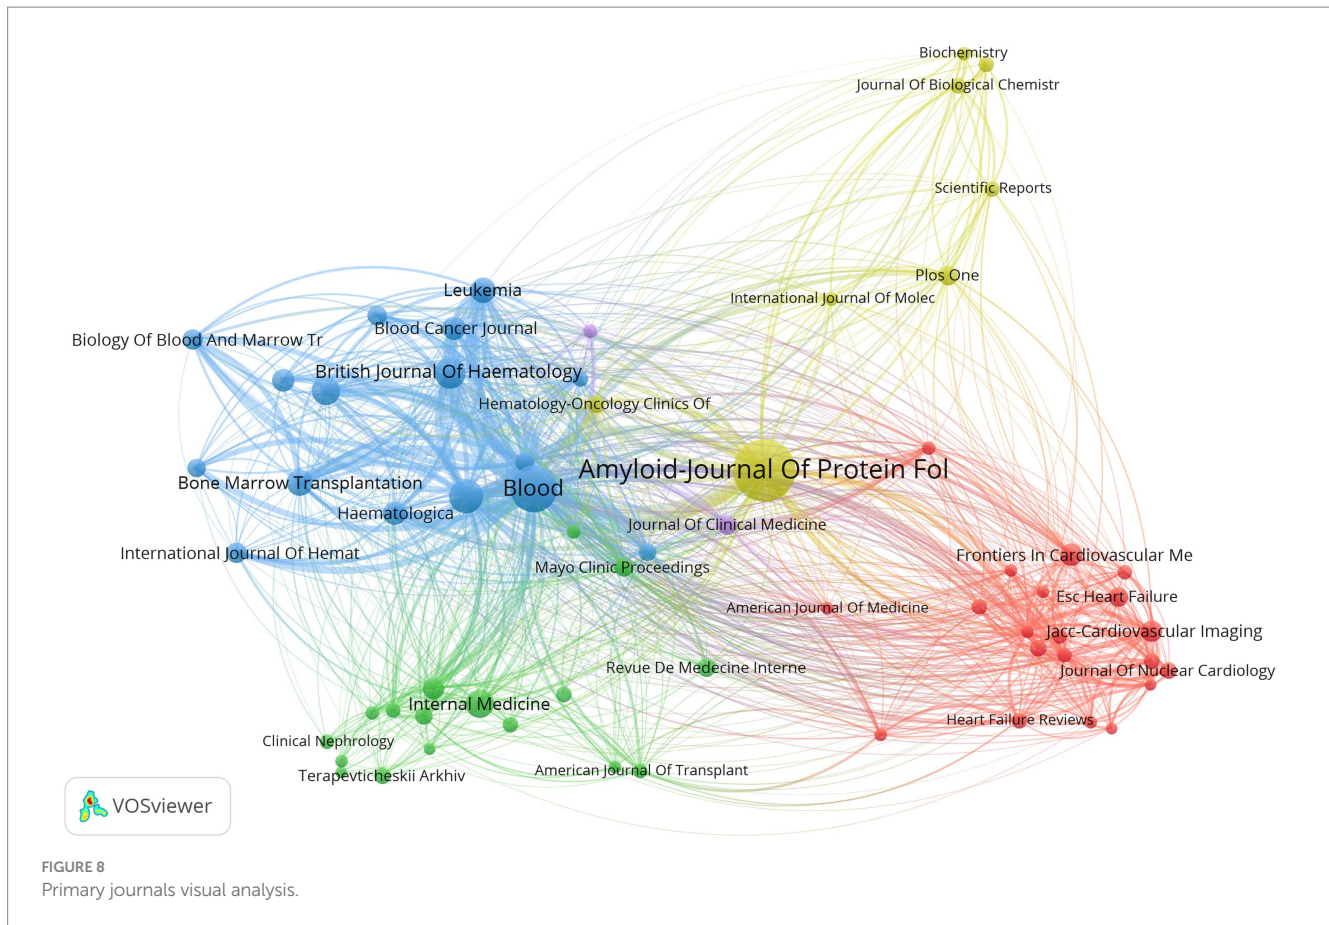 Biochemistry
Journal Of Biological Chemistr
Scientific Reports
Plos One
International Journal Of Molec
Leukemia
Blood Cancer Journal
Biology Of Blood And Marrow Tr
British Journal Of Haematology
Hematology-Oncology Clinics Of
Amyloid-Journal Of Protein Fol
Bone Marrow Transplantation
Blood
Haematologica
Journal Of Clinical Medicine
International Journal Of Hemat
Mayo Clinic Proceedings
Frontiers In Cardiovascular Me
Esc Heart Failure
American Journal Of Medicine
Jacc-Cardiovascular Imaging
Revue De Medecine Interne
Journal Of Nuclear Cardiology
Internal Medicine
Heart Failure Reviews
Clinical Nephrology
American Journal Of Transplant
Terapevticheskii Arkhiv
VOSviewer
FIGURE 8
Primary journals visual analysis.